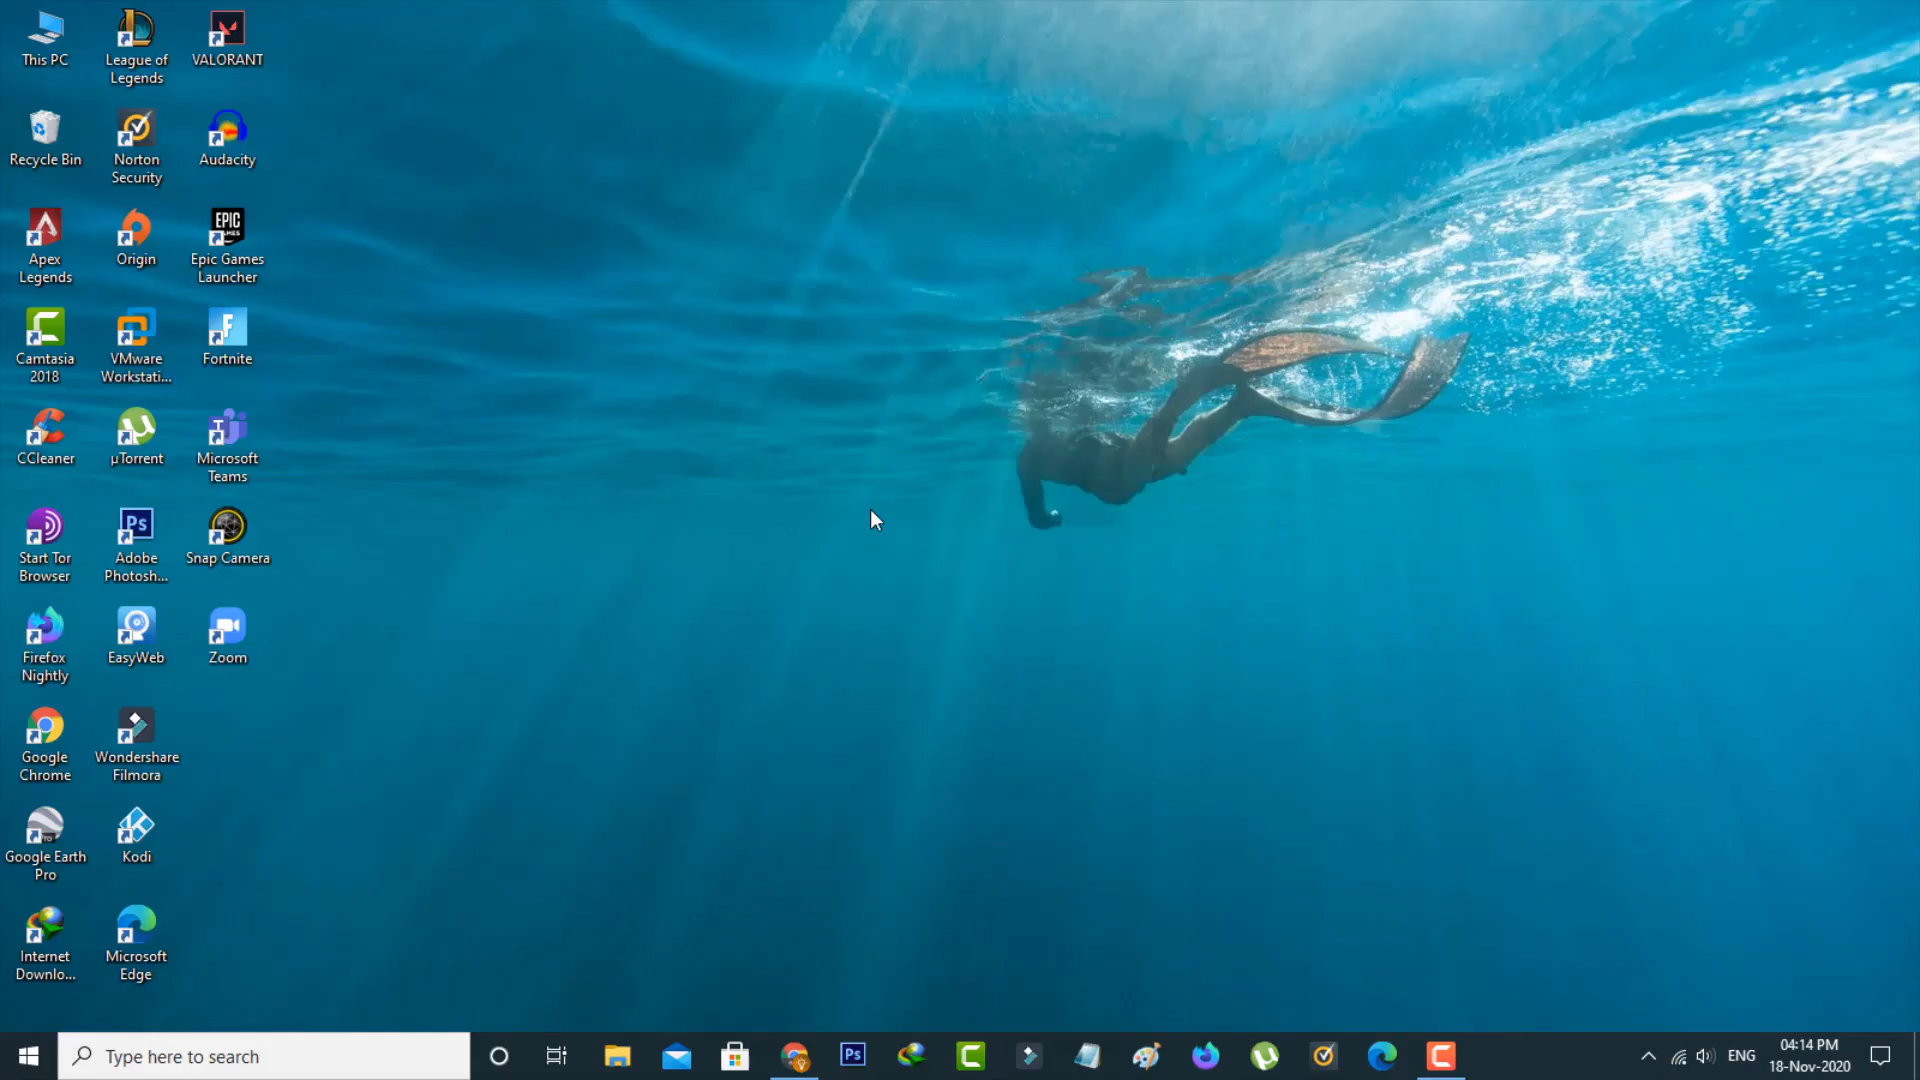 This PC
League of
Legends
VALORANT
Recycle Bin
Norton
Security
Audacity
Apex
Legends
Origin
EPIC
GAMES
Epic Games
Launcher
Camtasia
2018
VMware
Workstati...
Fortnite
CCleaner
µTorrent
T
Microsoft
Teams
Start Tor
Browser
Ps
Adobe
Photosh...
Snap Camera
Firefox
Nightly
EasyWeb
Zoom
Google
Chrome
Wondershare
Filmora
Google Earth
Pro
Kodi
Internet
Downlo...
Microsoft
Edge
Type here to search
Ps
ENG
04:14 PM
18-Nov-2020